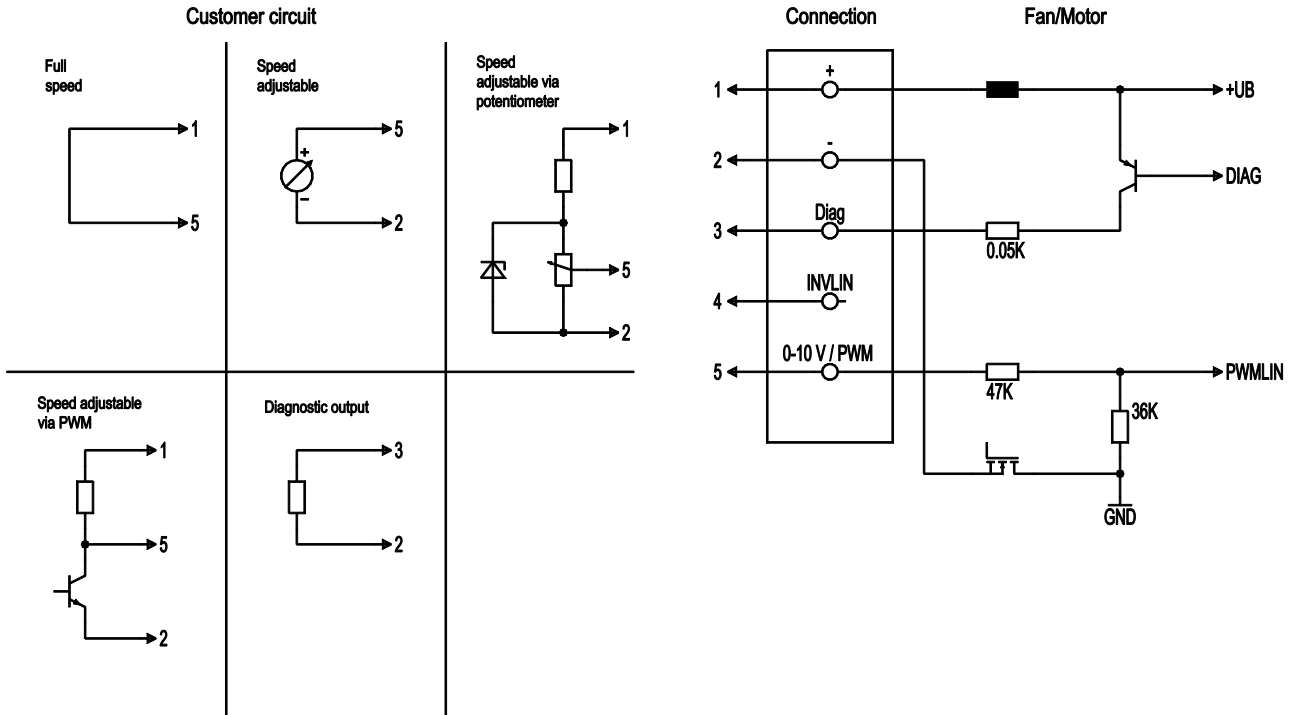 Customer circuit
Full
speed
1
5
Speed
adjustable
5
+
−
2
Speed
adjustable via
potentiometer
1
5
2
Speed adjustable
via PWM
1
5
2
Diagnostic output
3
2
Connection
Fan/Motor
1
+
+UB
2
-
DIAG
3
Diag
0.05K
4
INVLIN
5
0-10 V / PWM
47K
PWMLIN
36K
GND